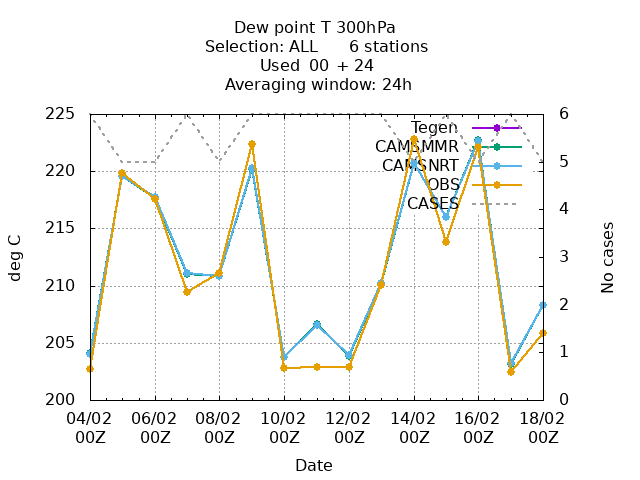 Dew point T 300hPa
Selection: ALL 6 stations
Used 00 + 24
Averaging window: 24h
225
220
215
210
205
200
deg C
6
5
4
3
2
1
0
No cases
Tegen
CAMSMMR
CAMSNRT
OBS
CASES
04/02 06/02 08/02 10/02 12/02 14/02 16/02 18/02
00Z 00Z 00Z 00Z 00Z 00Z 00Z 00Z
Date